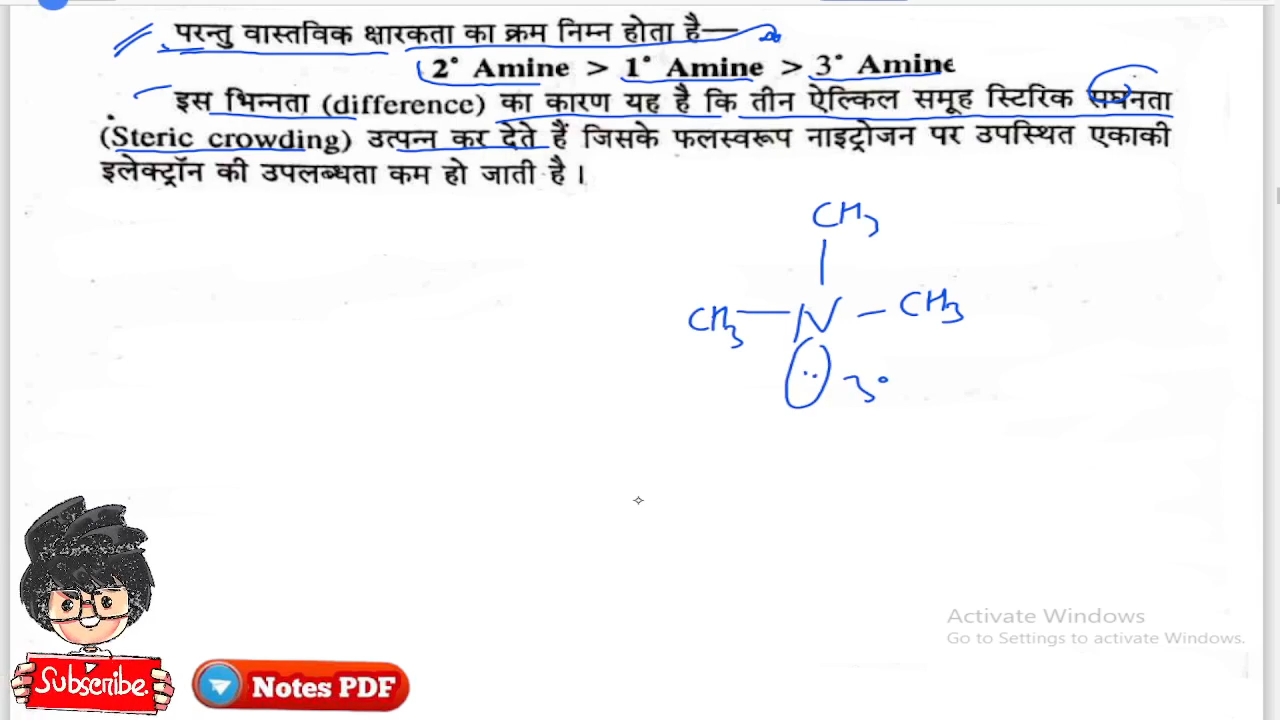 परन्तु वास्तविक क्षारकता का क्रम निम्न होता है—
2° Amine > 1° Amine > 3° Amine
इस भिन्नता (difference) का कारण यह है कि तीन ऐल्किल समूह स्टिरिक सघनता
(Steric crowding) उत्पन्न कर देते हैं जिसके फलस्वरूप नाइट्रोजन पर उपस्थित एकाकी
इलेक्ट्रॉन की उपलब्धता कम हो जाती है।
CH3
CH3 — N — CH3
3°
Activate Windows
Go to Settings to activate Windows.
Subscribe.
Notes PDF